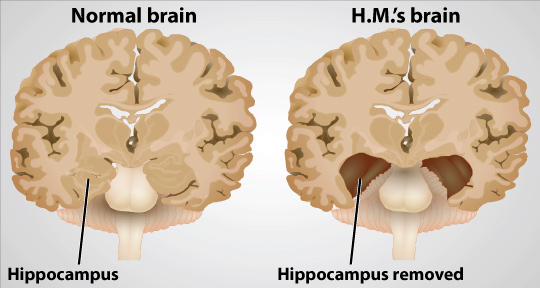 Normal brain
H.M.'s brain
Hippocampus
Hippocampus removed